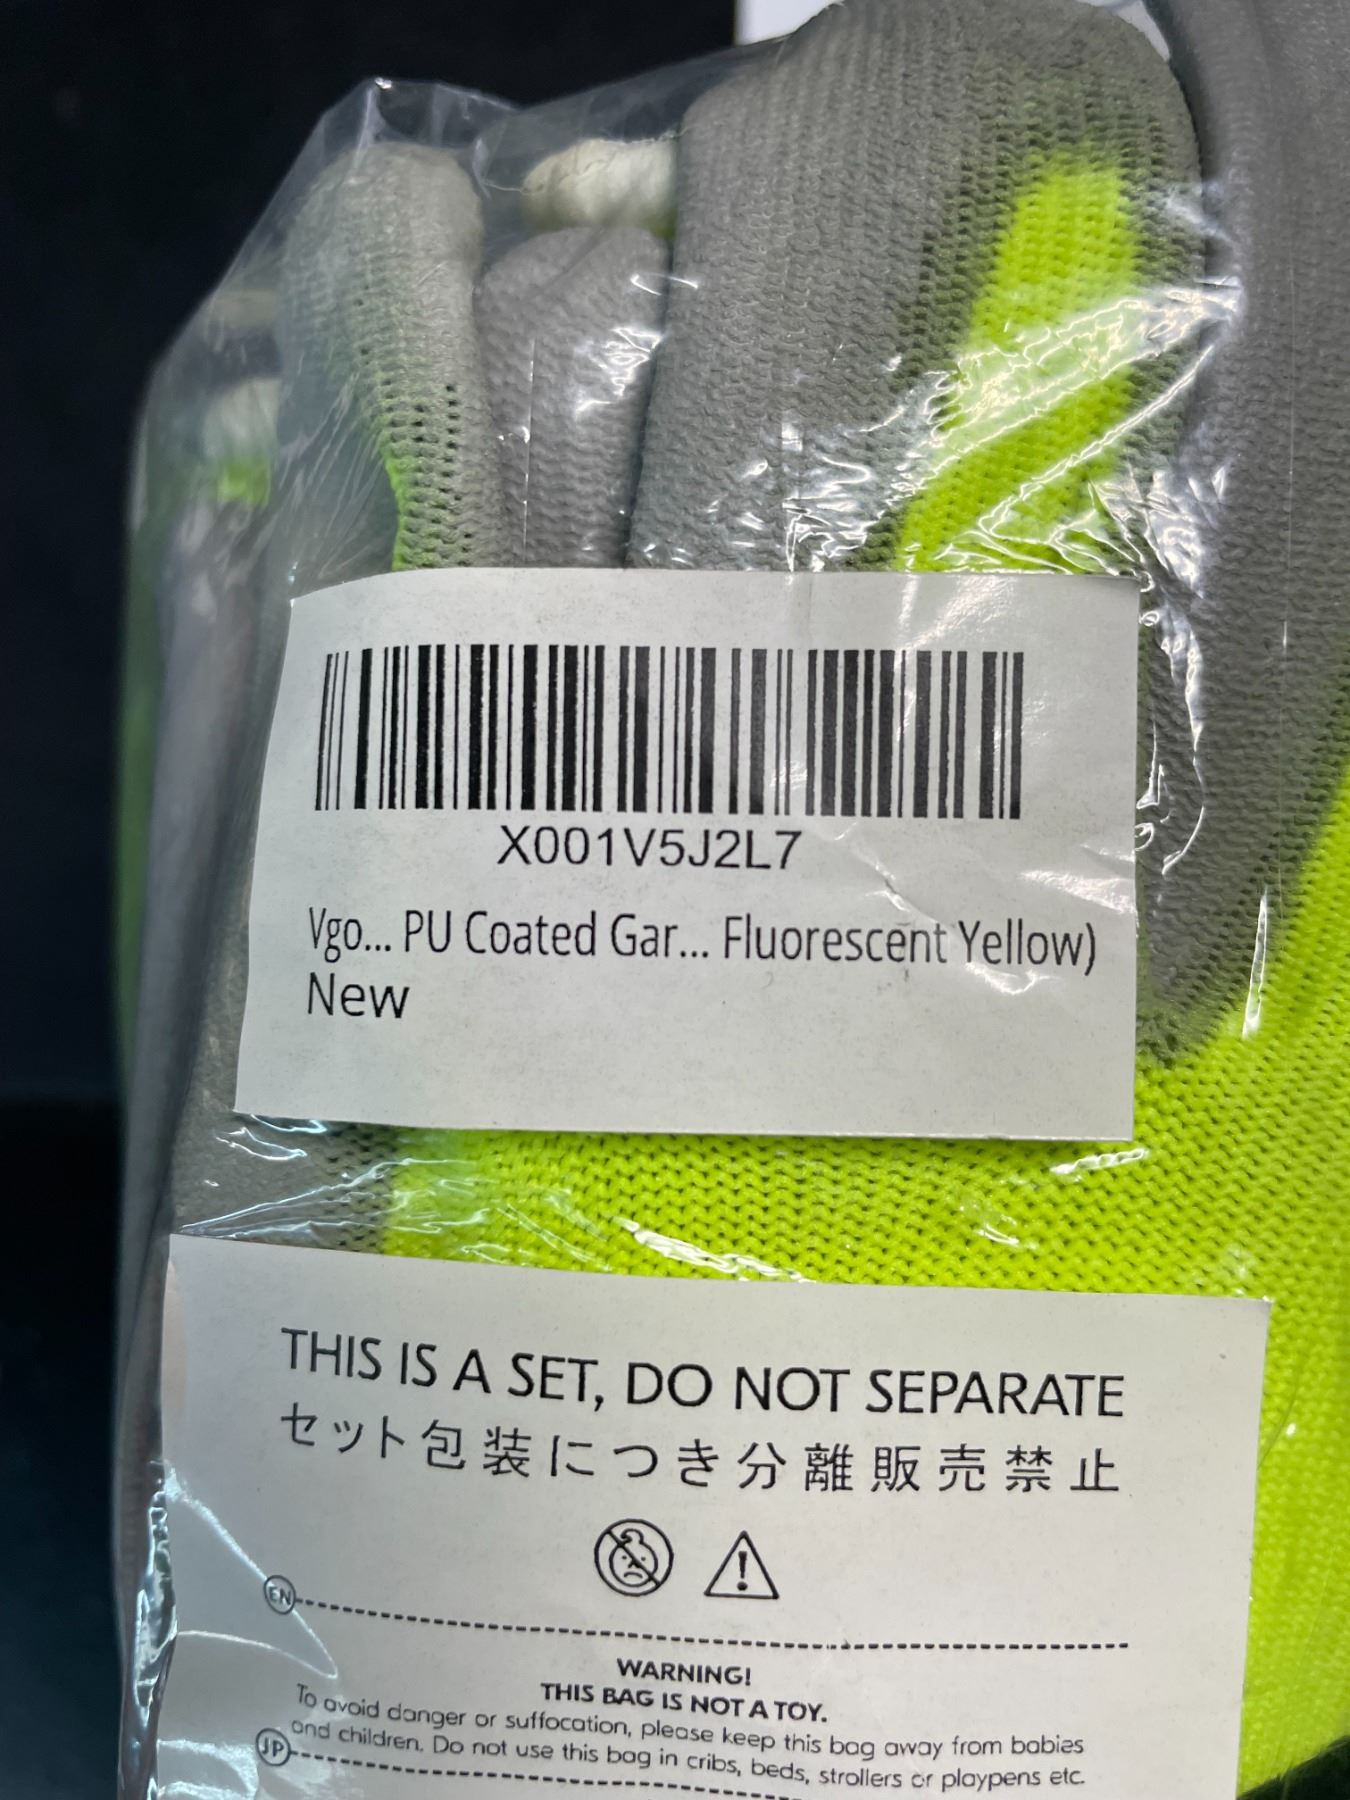 X001V5J2L7
Vgo... PU Coated Gar... Fluorescent Yellow)
New
THIS IS A SET, DO NOT SEPARATE
セット包装につき分離販売禁止
EN
WARNING!
THIS BAG IS NOT A TOY.
To avoid danger or suffocation, please keep this bag away from babies
and children. Do not use this bag in cribs, beds, strollers or playpens etc.
JP